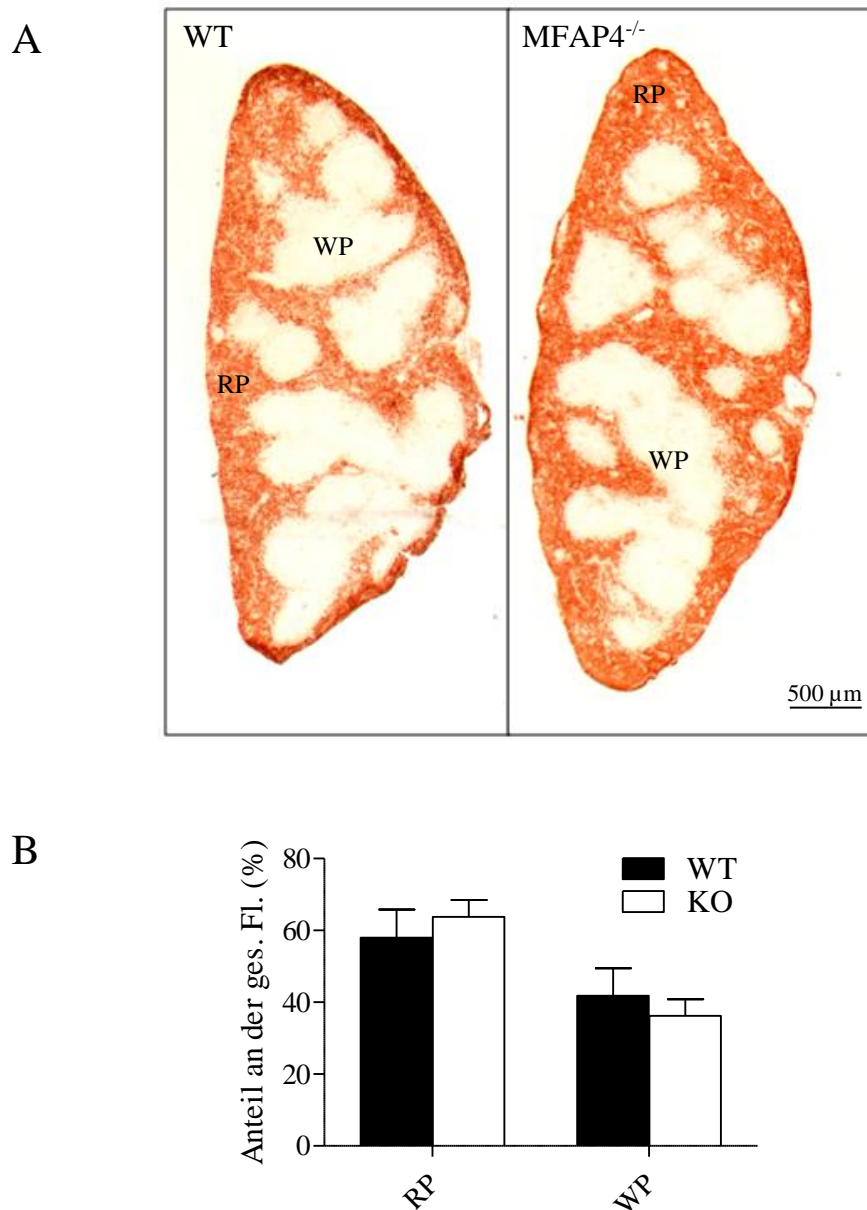 A
WT
MFAP4-/-
RP
WP
RP
WP
500 µm
B
Anteil an der ges. Fl. (%)
80
60
40
20
0
WT
KO
RP
WP